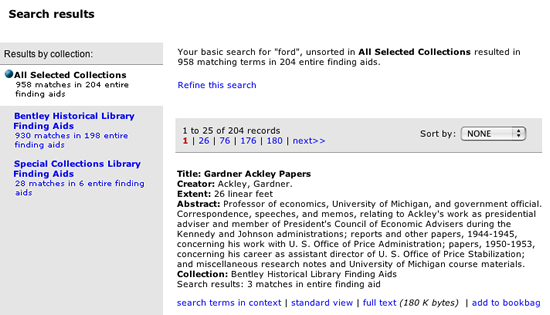 Search results
Results by collection:
All Selected Collections
958 matches in 204 entire
finding aids
Bentley Historical Library
Finding Aids
930 matches in 198 entire
finding aids
Special Collections Library
Finding Aids
28 matches in 6 entire finding
aids
Your basic search for "ford", unsorted in All Selected Collections resulted in
958 matching terms in 204 entire finding aids.
Refine this search
1 to 25 of 204 records
1 | 26 | 76 | 176 | 180 | next>>
Sort by: NONE
Title: Gardner Ackley Papers
Creator: Ackley, Gardner.
Extent: 26 linear feet
Abstract: Professor of economics, University of Michigan, and government official.
Correspondence, speeches, and memos, relating to Ackley's work as presidential
adviser and member of President's Council of Economic Advisers during the
Kennedy and Johnson administrations; reports and other papers, 1944-1945,
concerning his work with U. S. Office of Price Administration; papers, 1950-1953,
concerning his career as assistant director of U. S. Office of Price Stabilization;
and miscellaneous research notes and University of Michigan course materials.
Collection: Bentley Historical Library Finding Aids
Search results: 3 matches in entire finding aid
search terms in context | standard view | full text (180 K bytes) | add to bookbag